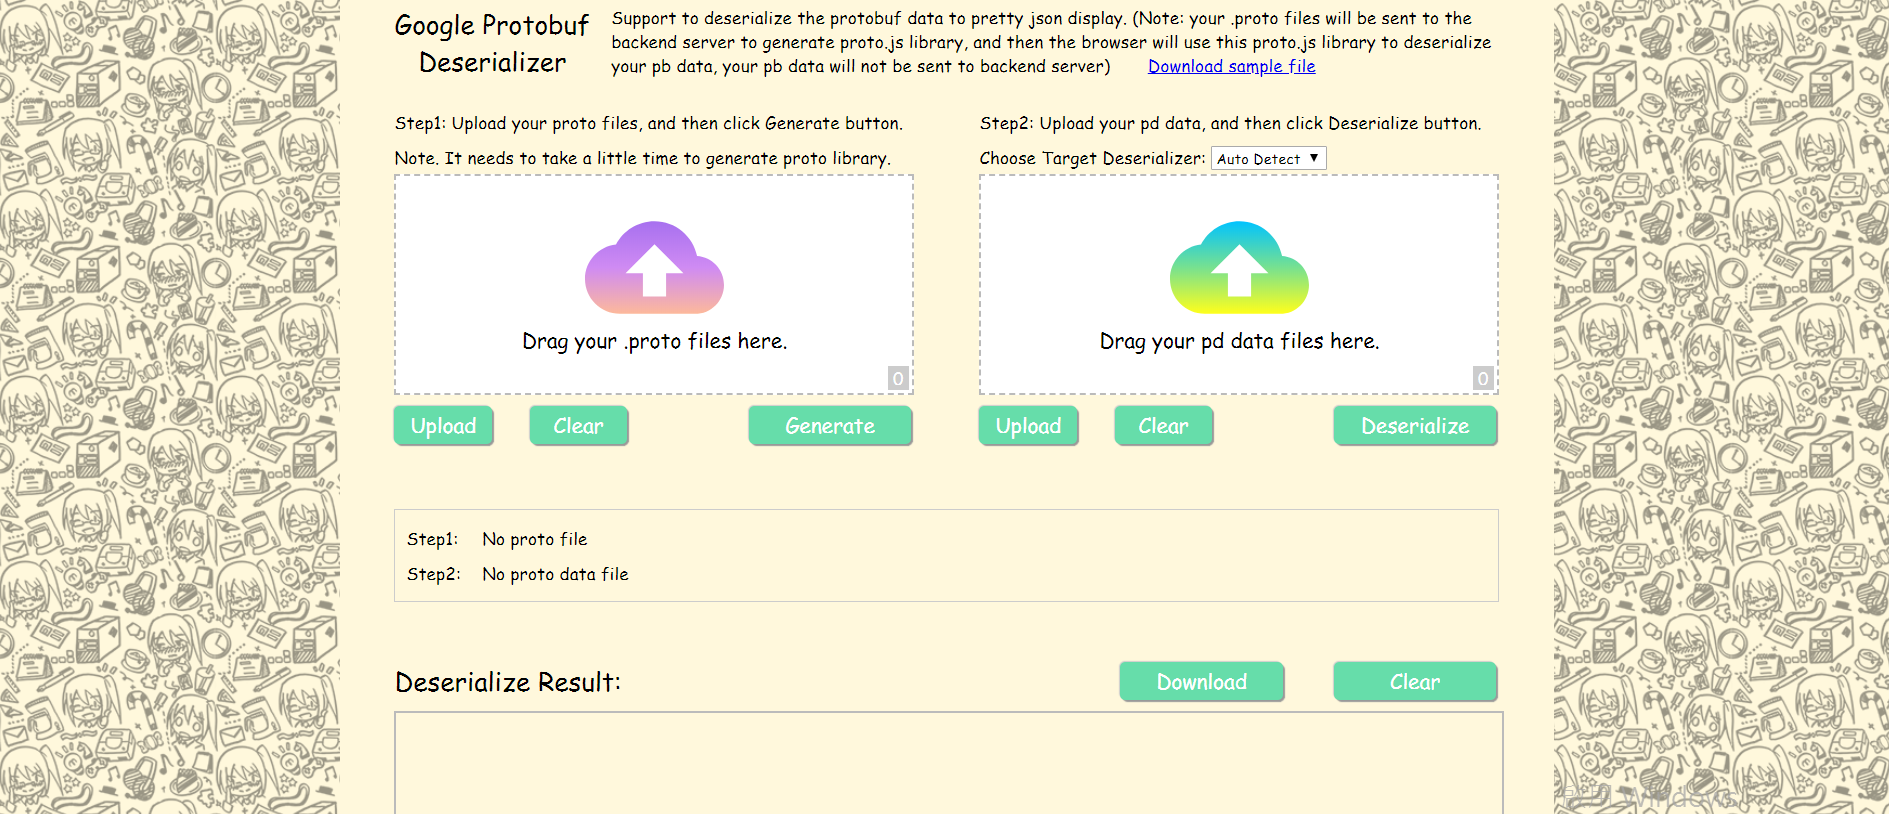 Google Protobuf
Deserializer
Support to deserialize the protobuf data to pretty json display. (Note: your .proto files will be sent to the
backend server to generate proto.js library, and then the browser will use this proto.js library to deserialize
your pb data, your pb data will not be sent to backend server) Download sample file
Step1: Upload your proto files, and then click Generate button.
Note. It needs to take a little time to generate proto library.
Drag your .proto files here.
0
Upload Clear Generate
Step2: Upload your pd data, and then click Deserialize button.
Choose Target Deserializer: Auto Detect ▼
Drag your pd data files here.
0
Upload Clear Deserialize
Step1: No proto file
Step2: No proto data file
Deserialize Result:
Download Clear
Windows